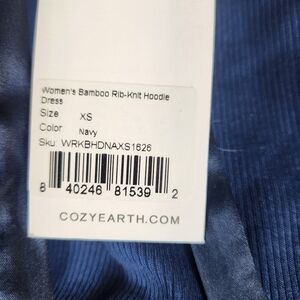 Women's Bamboo Rib-Knit Hoodie
Dress
Size XS
Color Navy
Sku: WRKBHDNAXS1626
8 40246 81539 2
COZYEARTH.COM